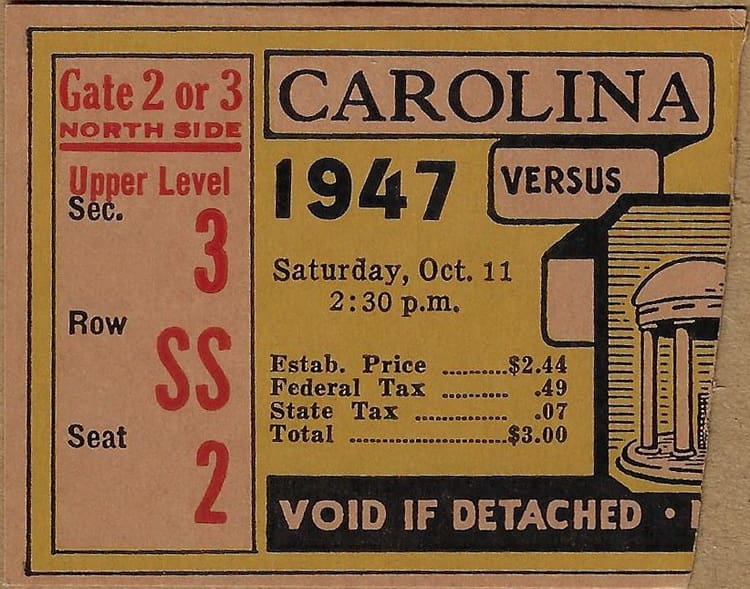 Gate 2 or 3
NORTH SIDE
Upper Level
Sec.
3
Row
SS
Seat
2
CAROLINA
1947
VERSUS
Saturday, Oct. 11
2:30 p.m.
Estab. Price ..........$2.44
Federal Tax .......... .49
State Tax .............. .07
Total ........................$3.00
VOID IF DETACHED •